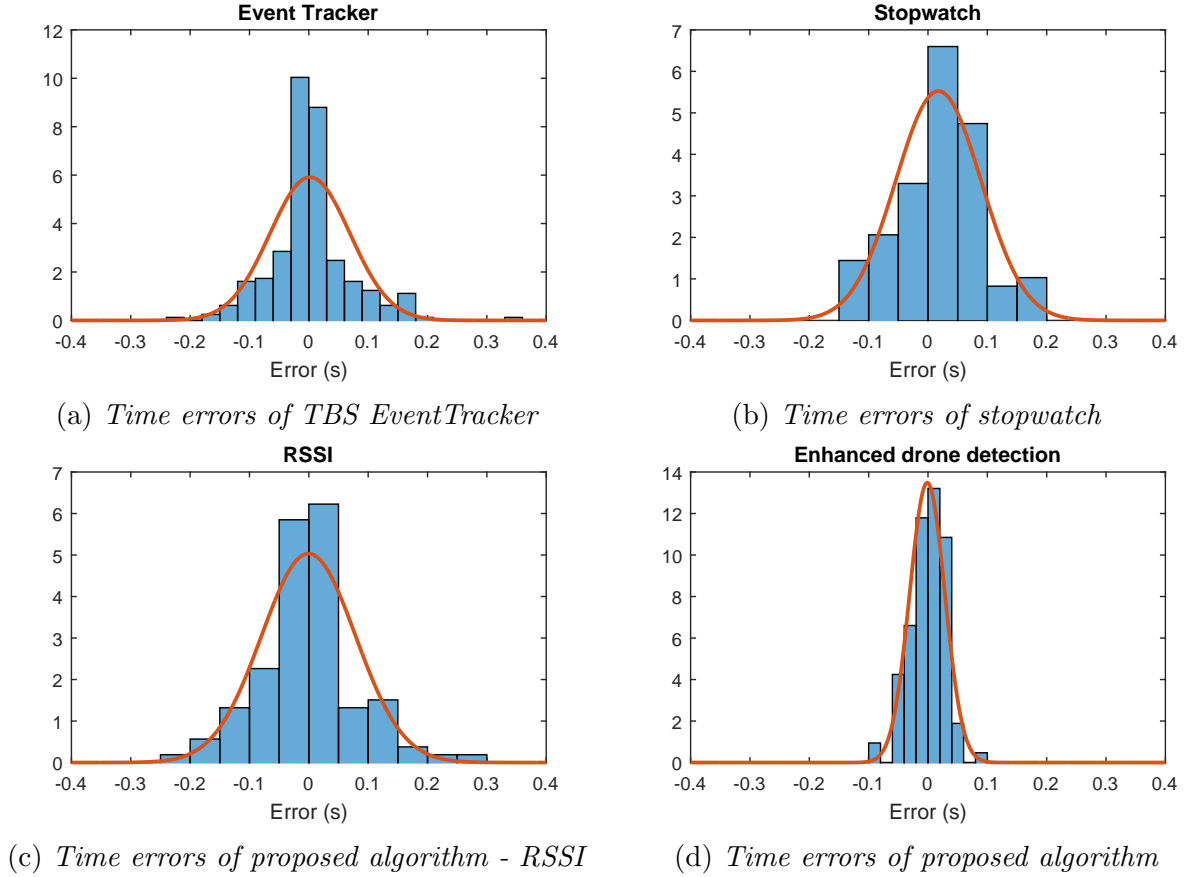 Event Tracker
12
10
8
6
4
2
0
-0.4 -0.3 -0.2 -0.1 0 0.1 0.2 0.3 0.4
Error (s)
(a) Time errors of TBS EventTracker
Stopwatch
7
6
5
4
3
2
1
0
-0.4 -0.3 -0.2 -0.1 0 0.1 0.2 0.3 0.4
Error (s)
(b) Time errors of stopwatch
RSSI
7
6
5
4
3
2
1
0
-0.4 -0.3 -0.2 -0.1 0 0.1 0.2 0.3 0.4
Error (s)
(c) Time errors of proposed algorithm - RSSI
Enhanced drone detection
14
12
10
8
6
4
2
0
-0.4 -0.3 -0.2 -0.1 0 0.1 0.2 0.3 0.4
Error (s)
(d) Time errors of proposed algorithm